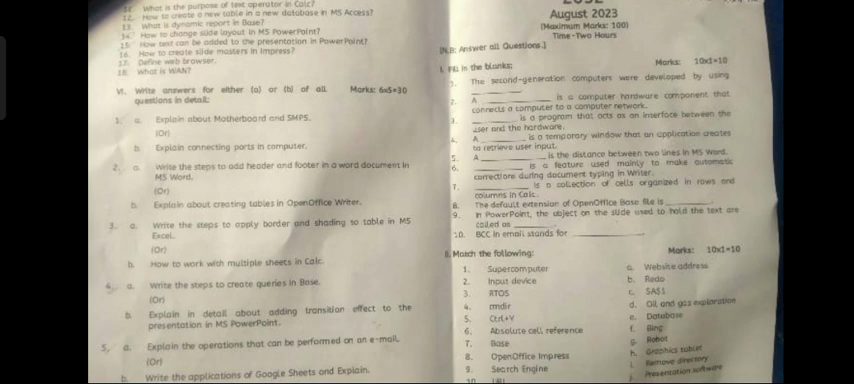 What is the purpose of text operator in Calc?
12. How to create a new table in a new database in MS Access?
13. What is dynamic report in Base?
14. How to change slide layout in MS PowerPoint?
15. How text can be added to the presentation in PowerPoint?
16. How to create slide masters in Impress?
17. Define web browser.
18. What is WAN?
VI. Write answers for either (a) or (b) of all questions in detail: Marks: 6x5=30
1. a. Explain about Motherboard and SMPS.
(Or)
b. Explain connecting ports in computer.
2. a. Write the steps to add header and footer in a word document in
MS Word.
(Or)
b. Explain about creating tables in OpenOffice Writer.
3. a. Write the steps to apply border and shading to table in MS
Excel.
(Or)
b. How to work with multiple sheets in Calc.
4. a. Write the steps to create queries in Base.
(Or)
b. Explain in detail about adding transition effect to the
presentation in MS PowerPoint.
5. a. Explain the operations that can be performed on an e-mail.
(Or)
b. Write the applications of Google Sheets and Explain.
August 2023
(Maximum Marks: 100)
Time-Two Hours
[N.B: Answer all Questions.]
I. Fill in the blanks: Marks: 10x1=10
1. The second-generation computers were developed by using
____________
2. A ____________ is a computer hardware component that
connects a computer to a computer network.
3. ____________ is a program that acts as an interface between the
user and the hardware.
4. A ____________ is a temporary window that an application creates
to retrieve user input.
5. A ____________ is the distance between two lines in MS Word.
6. ____________ is a feature used mainly to make automatic
corrections during document typing in Writer.
7. ____________ is a collection of cells organized in rows and
columns in Calc.
8. The default extension of OpenOffice Base file is ____________
9. In PowerPoint, the object on the slide used to hold the text are
called as ____________
10. BCC in email stands for ____________
II. Match the following: Marks: 10x1=10
1. Supercomputer a. Website address
2. Input device b. Redo
3. RTOS c. $A$1
4. rmdir d. Oil and gas exploration
5. Ctrl+Y e. Database
6. Absolute cell reference f. Bing
7. Base g. Robot
8. OpenOffice Impress h. Graphics tablet
9. Search Engine i. Remove directory
10. URL j. Presentation software